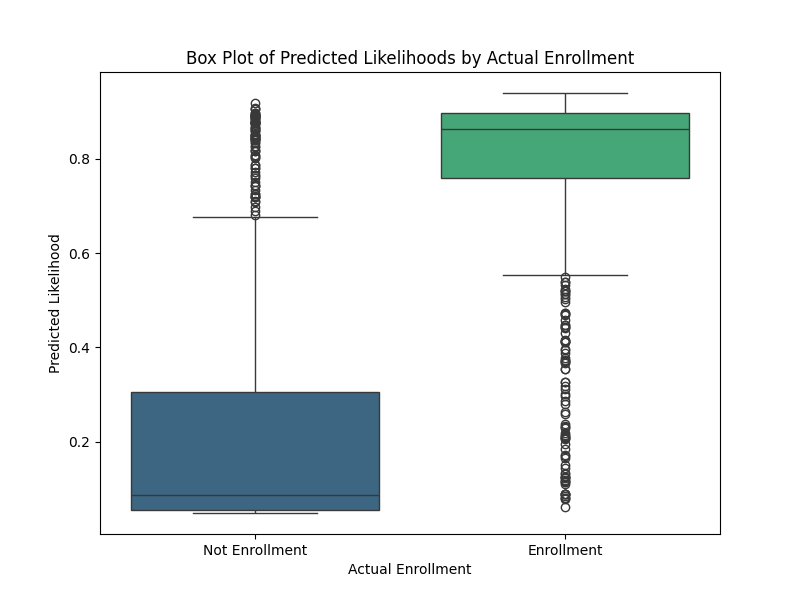 Box Plot of Predicted Likelihoods by Actual Enrollment
Predicted Likelihood
0.8
0.6
0.4
0.2
Not Enrollment
Enrollment
Actual Enrollment